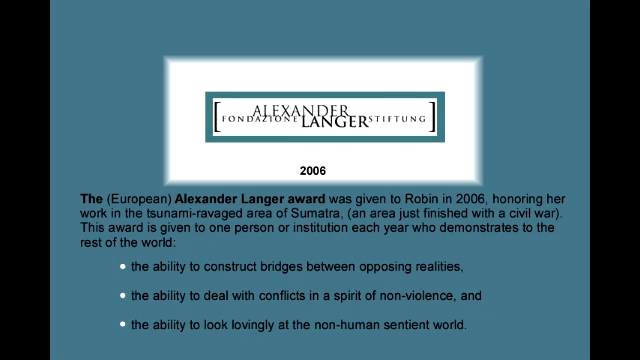 [FONDAZIONE ALEXANDER LANGER STIFTUNG]
2006
The (European) Alexander Langer award was given to Robin in 2006, honoring her
work in the tsunami-ravaged area of Sumatra, (an area just finished with a civil war).
This award is given to one person or institution each year who demonstrates to the
rest of the world:
• the ability to construct bridges between opposing realities,
• the ability to deal with conflicts in a spirit of non-violence, and
• the ability to look lovingly at the non-human sentient world.